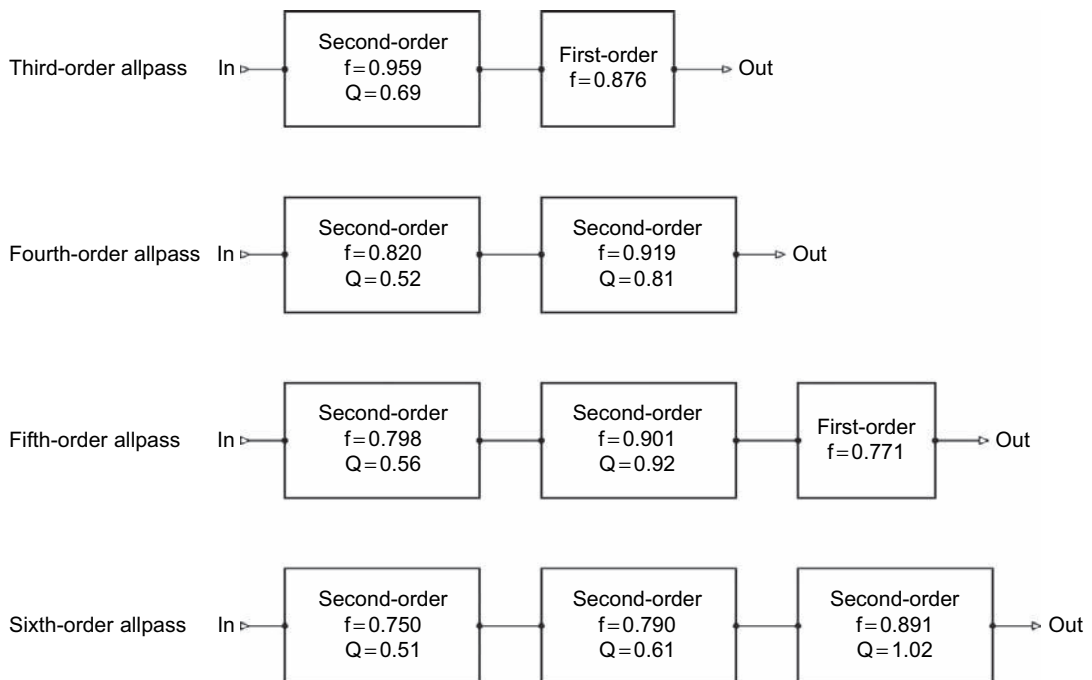 Third-order allpass
In
Second-order
f=0.959
Q=0.69
First-order
f=0.876
Out
Fourth-order allpass
In
Second-order
f=0.820
Q=0.52
Second-order
f=0.919
Q=0.81
Out
Fifth-order allpass
In
Second-order
f=0.798
Q=0.56
Second-order
f=0.901
Q=0.92
First-order
f=0.771
Out
Sixth-order allpass
In
Second-order
f=0.750
Q=0.51
Second-order
f=0.790
Q=0.61
Second-order
f=0.891
Q=1.02
Out